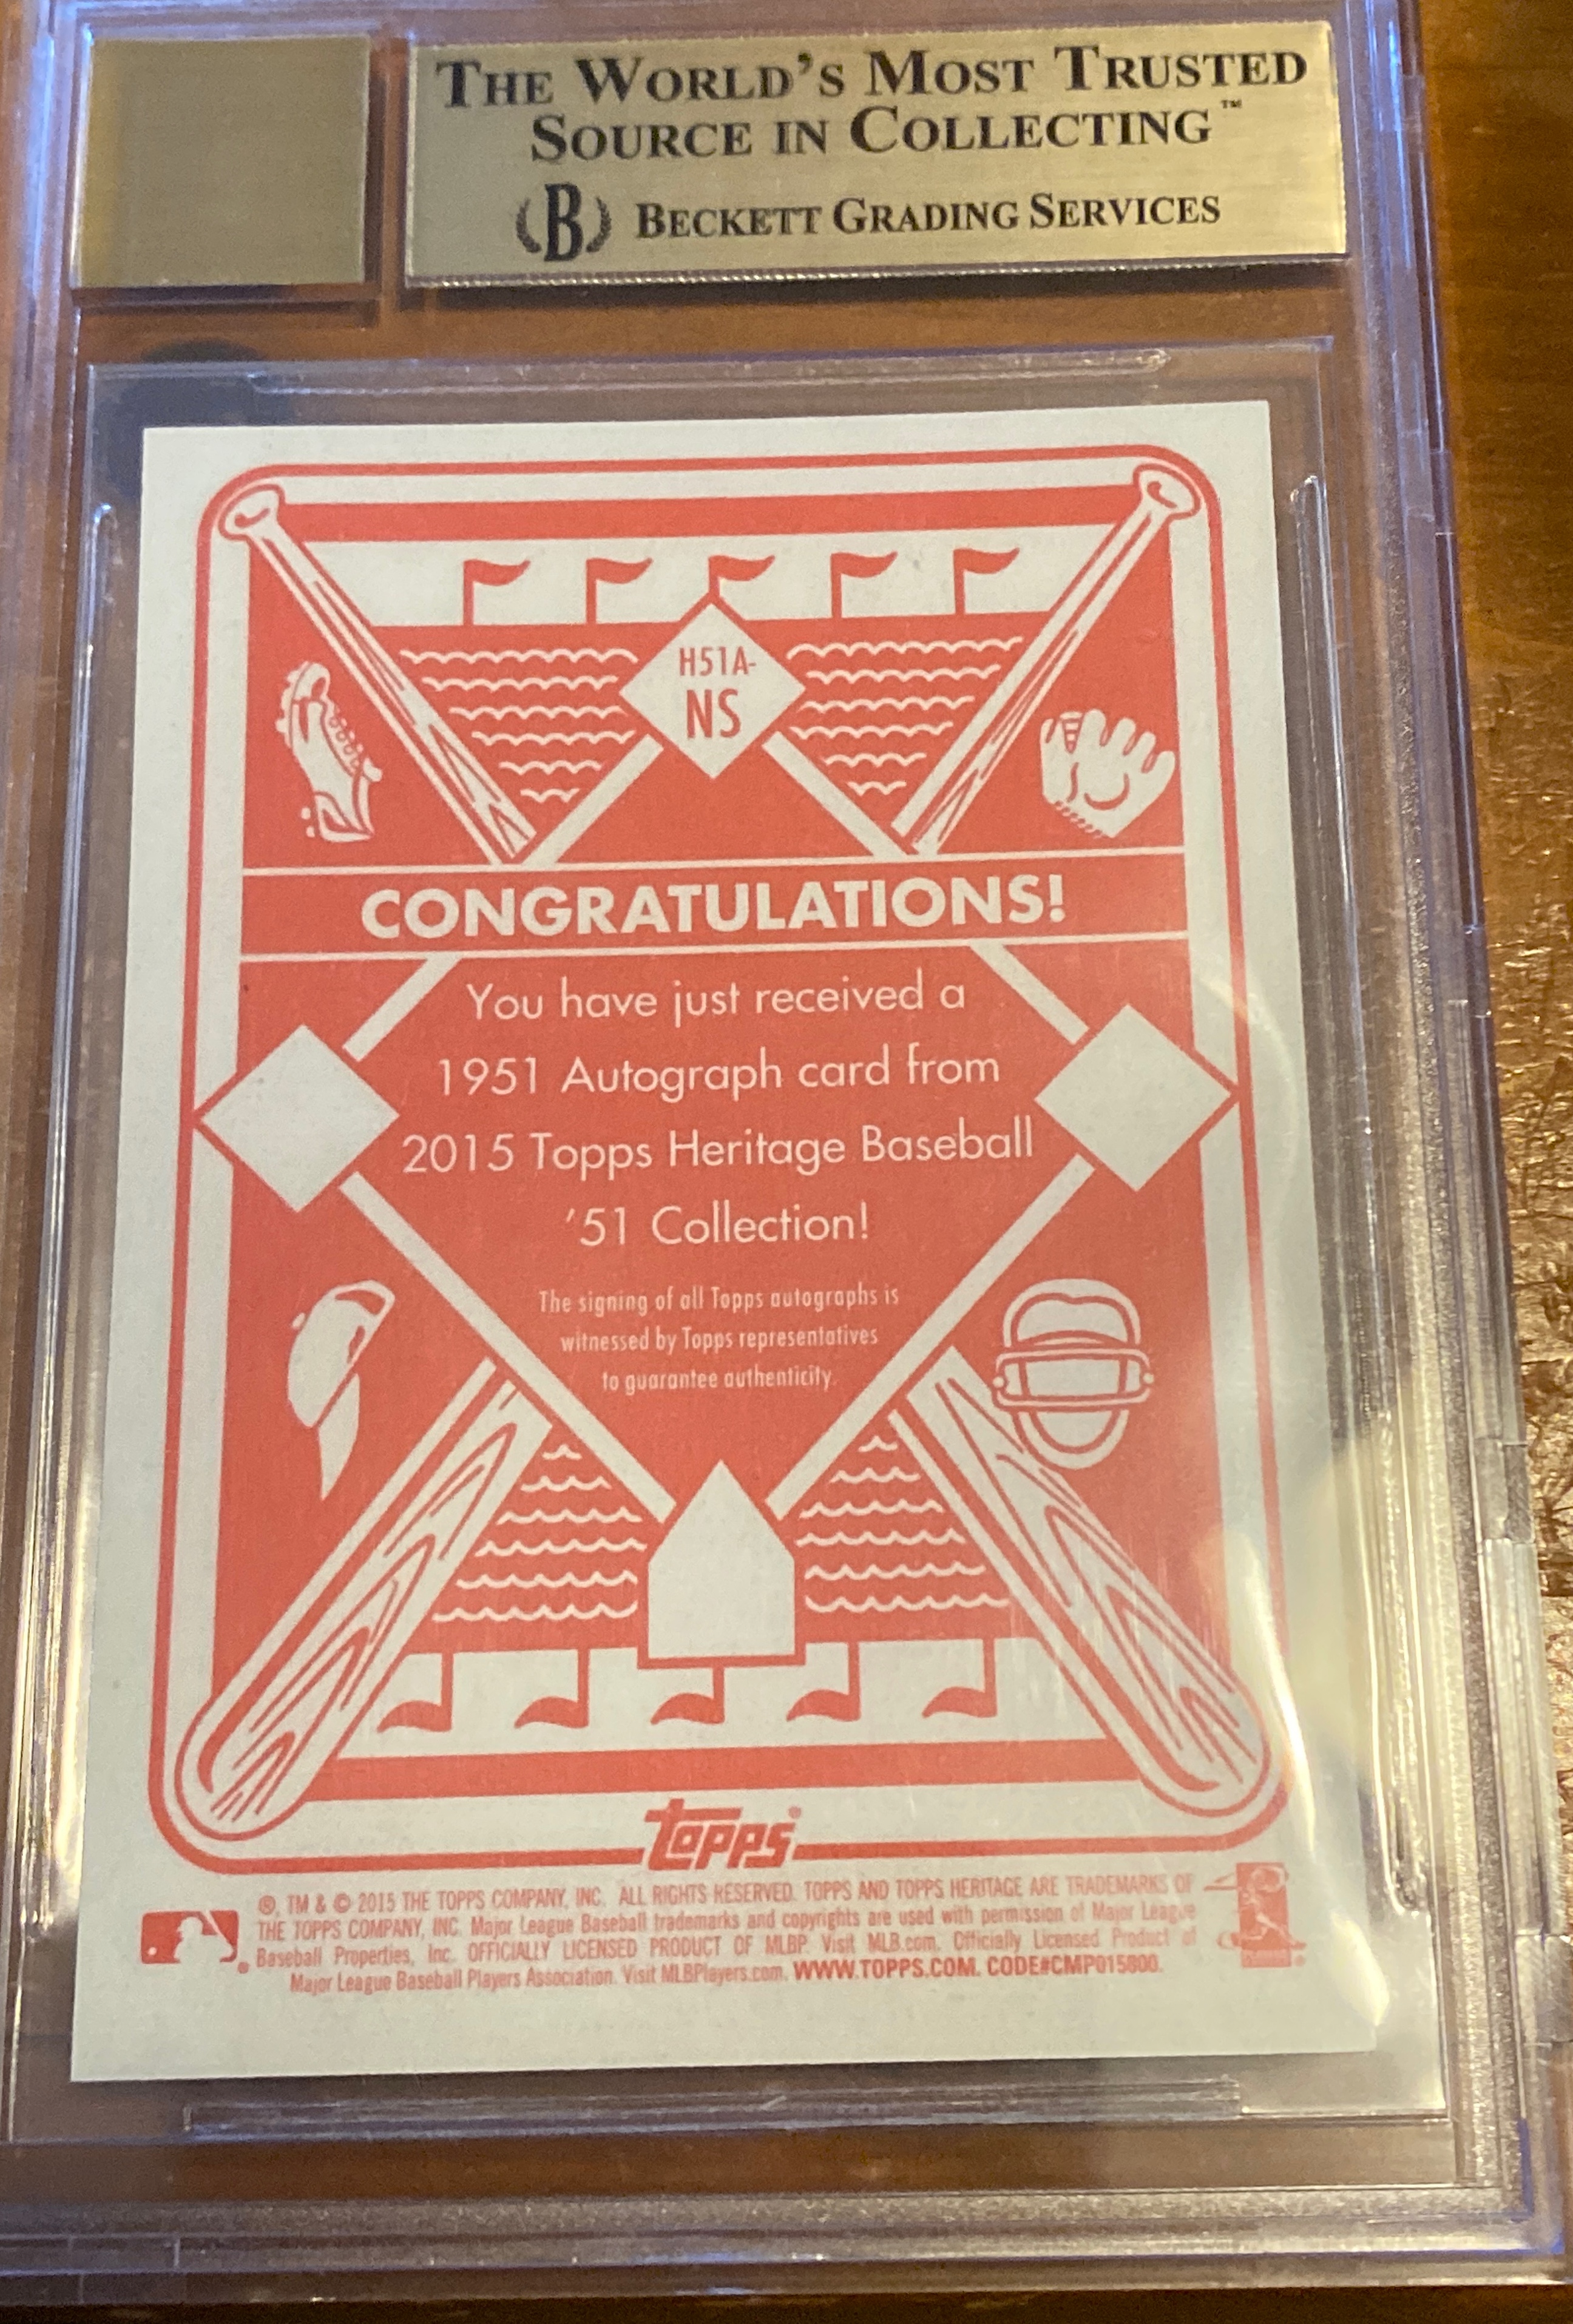 THE WORLD'S MOST TRUSTED
SOURCE IN COLLECTING™
B BECKETT GRADING SERVICES
H51A-
NS
CONGRATULATIONS!
You have just received a
1951 Autograph card from
2015 Topps Heritage Baseball
'51 Collection!
The signing of all Topps autographs is
witnessed by Topps representatives
to guarantee authenticity.
topps®
®, TM & © 2015 THE TOPPS COMPANY, INC. ALL RIGHTS RESERVED. TOPPS AND TOPPS HERITAGE ARE TRADEMARKS OF
THE TOPPS COMPANY, INC. Major League Baseball trademarks and copyrights are used with permission of Major League
Baseball Properties, Inc. OFFICIALLY LICENSED PRODUCT OF MLBP. Visit MLB.com. Officially Licensed Product of
Major League Baseball Players Association. Visit MLBPlayers.com. WWW.TOPPS.COM. CODE#CMP015800.